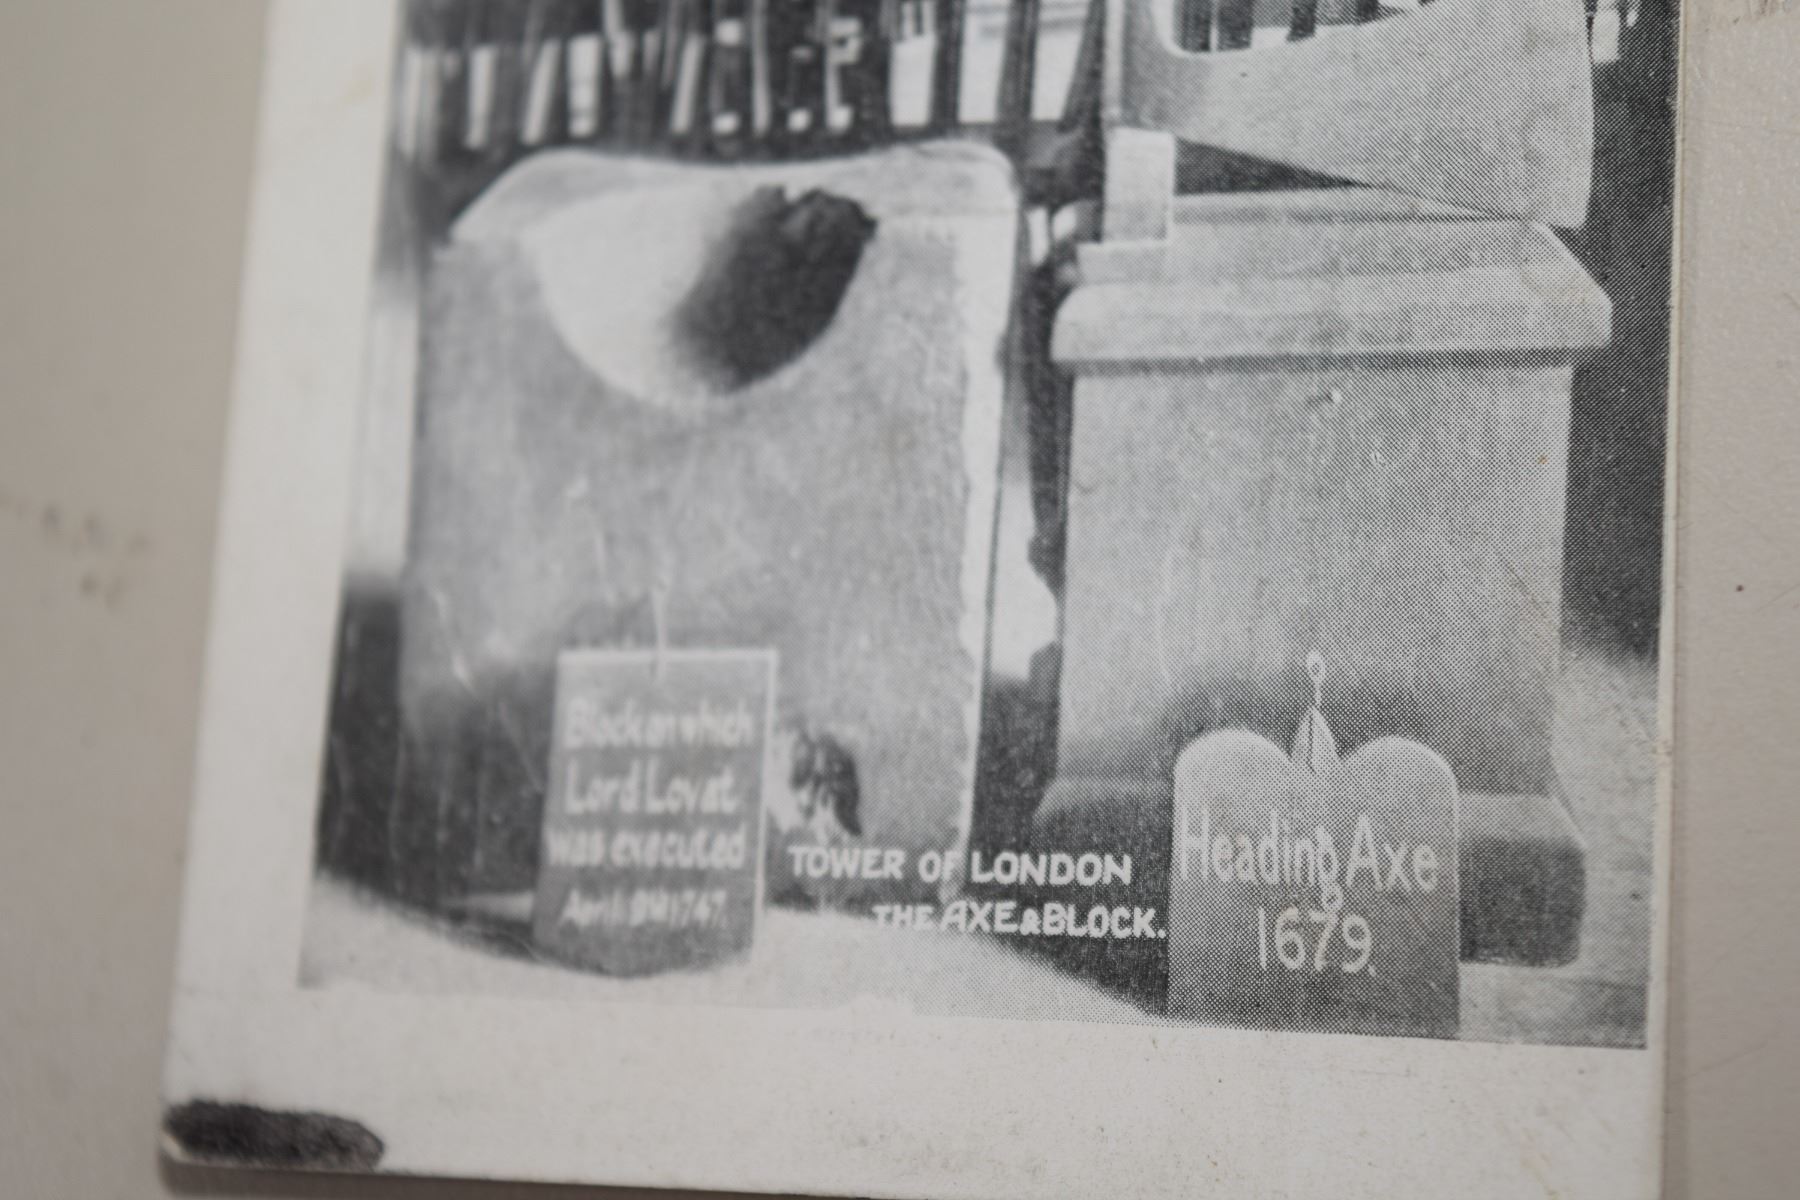 Block on which
Lord Lovat
was executed
April 9th 1747.
TOWER OF LONDON
THE AXE & BLOCK.
Heading Axe
1679.